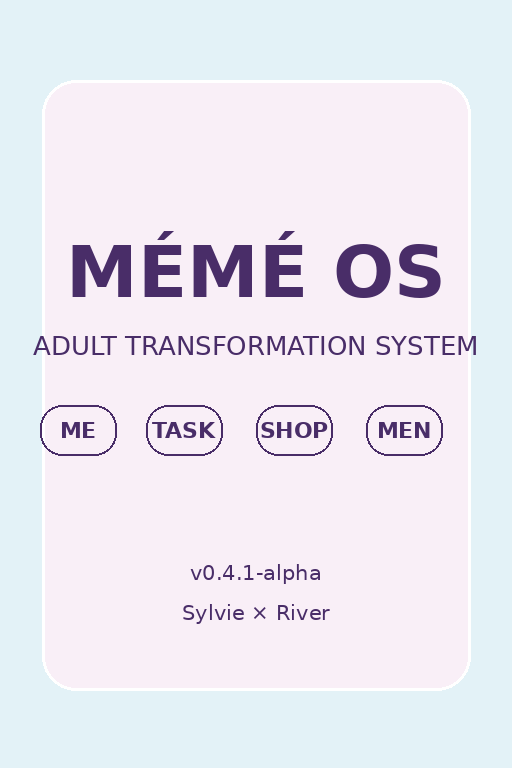 MÉMÉ OS
ADULT TRANSFORMATION SYSTEM
ME TASK SHOP MEN
v0.4.1-alpha
Sylvie × River